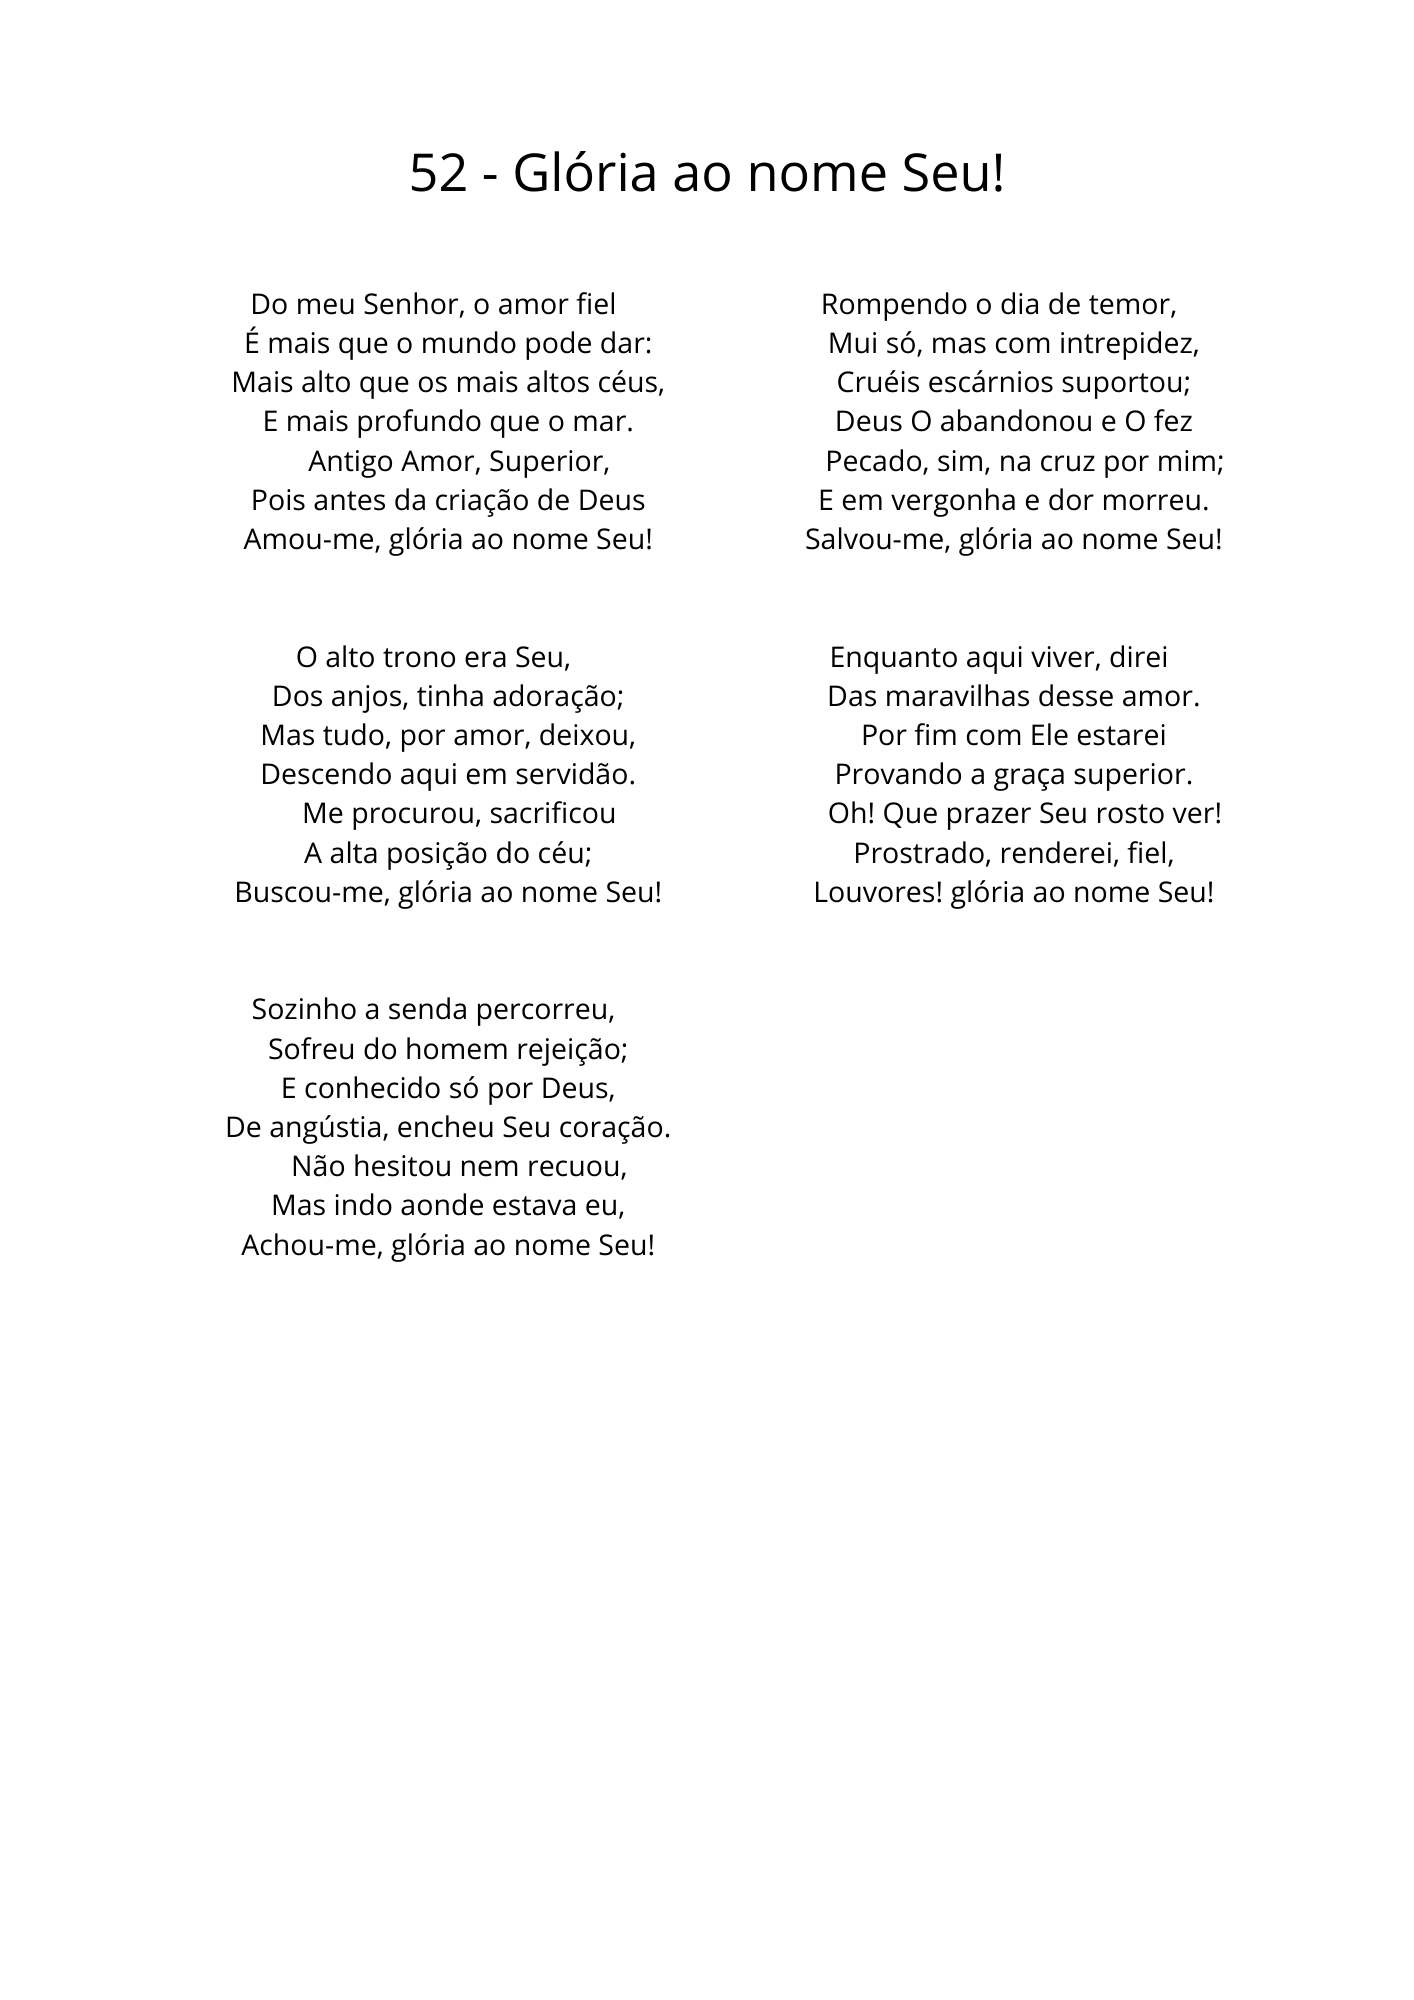 52 - Glória ao nome Seu!
Do meu Senhor, o amor fiel
É mais que o mundo pode dar:
Mais alto que os mais altos céus,
E mais profundo que o mar.
Antigo Amor, Superior,
Pois antes da criação de Deus
Amou-me, glória ao nome Seu!
O alto trono era Seu,
Dos anjos, tinha adoração;
Mas tudo, por amor, deixou,
Descendo aqui em servidão.
Me procurou, sacrificou
A alta posição do céu;
Buscou-me, glória ao nome Seu!
Sozinho a senda percorreu,
Sofreu do homem rejeição;
E conhecido só por Deus,
De angústia, encheu Seu coração.
Não hesitou nem recuou,
Mas indo aonde estava eu,
Achou-me, glória ao nome Seu!
Rompendo o dia de temor,
Mui só, mas com intrepidez,
Cruéis escárnios suportou;
Deus O abandonou e O fez
Pecado, sim, na cruz por mim;
E em vergonha e dor morreu.
Salvou-me, glória ao nome Seu!
Enquanto aqui viver, direi
Das maravilhas desse amor.
Por fim com Ele estarei
Provando a graça superior.
Oh! Que prazer Seu rosto ver!
Prostrado, renderei, fiel,
Louvores! glória ao nome Seu!